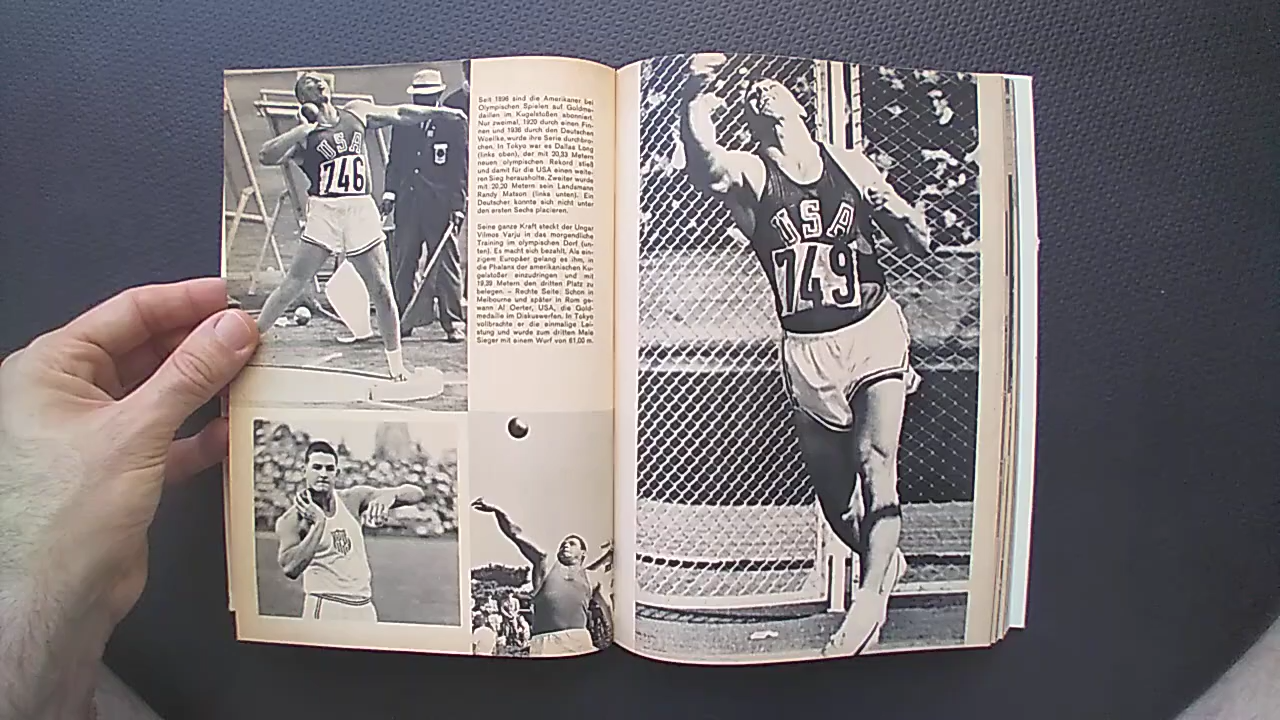 USA
746
Seit 1896 sind die Amerikaner bei
Olympischen Spielen auf Goldme-
daillen im Kugelstoßen abonniert.
Nur zweimal, 1920 durch einen Fin-
nen und 1936 durch den Deutschen
Woellke, wurde ihre Serie durchbro-
chen. In Tokyo war es Dallas Long
(links oben), der mit 20,33 Metern
neuen olympischen Rekord stieß
und damit für die USA einen weite-
ren Sieg herausholte. Zweiter wurde
mit 20,20 Metern sein Landsmann
Randy Matson (links unten). Ein
Deutscher konnte sich nicht unter
den ersten Sechs placieren.
Seine ganze Kraft steckt der Ungar
Vilmos Varju in das morgendliche
Training im olympischen Dorf (un-
ten). Es macht sich bezahlt. Als ein-
zigem Europäer gelang es ihm, in
die Phalanx der amerikanischen Ku-
gelstoßer einzudringen und mit
19,39 Metern den dritten Platz zu
belegen. – Rechte Seite: Schon in
Melbourne und später in Rom ge-
wann Al Oerter, USA, die Gold-
medaille im Diskuswerfen. In Tokyo
vollbrachte er die einmalige Lei-
stung und wurde zum dritten Male
Sieger mit einem Wurf von 61,00 m.
USA
749